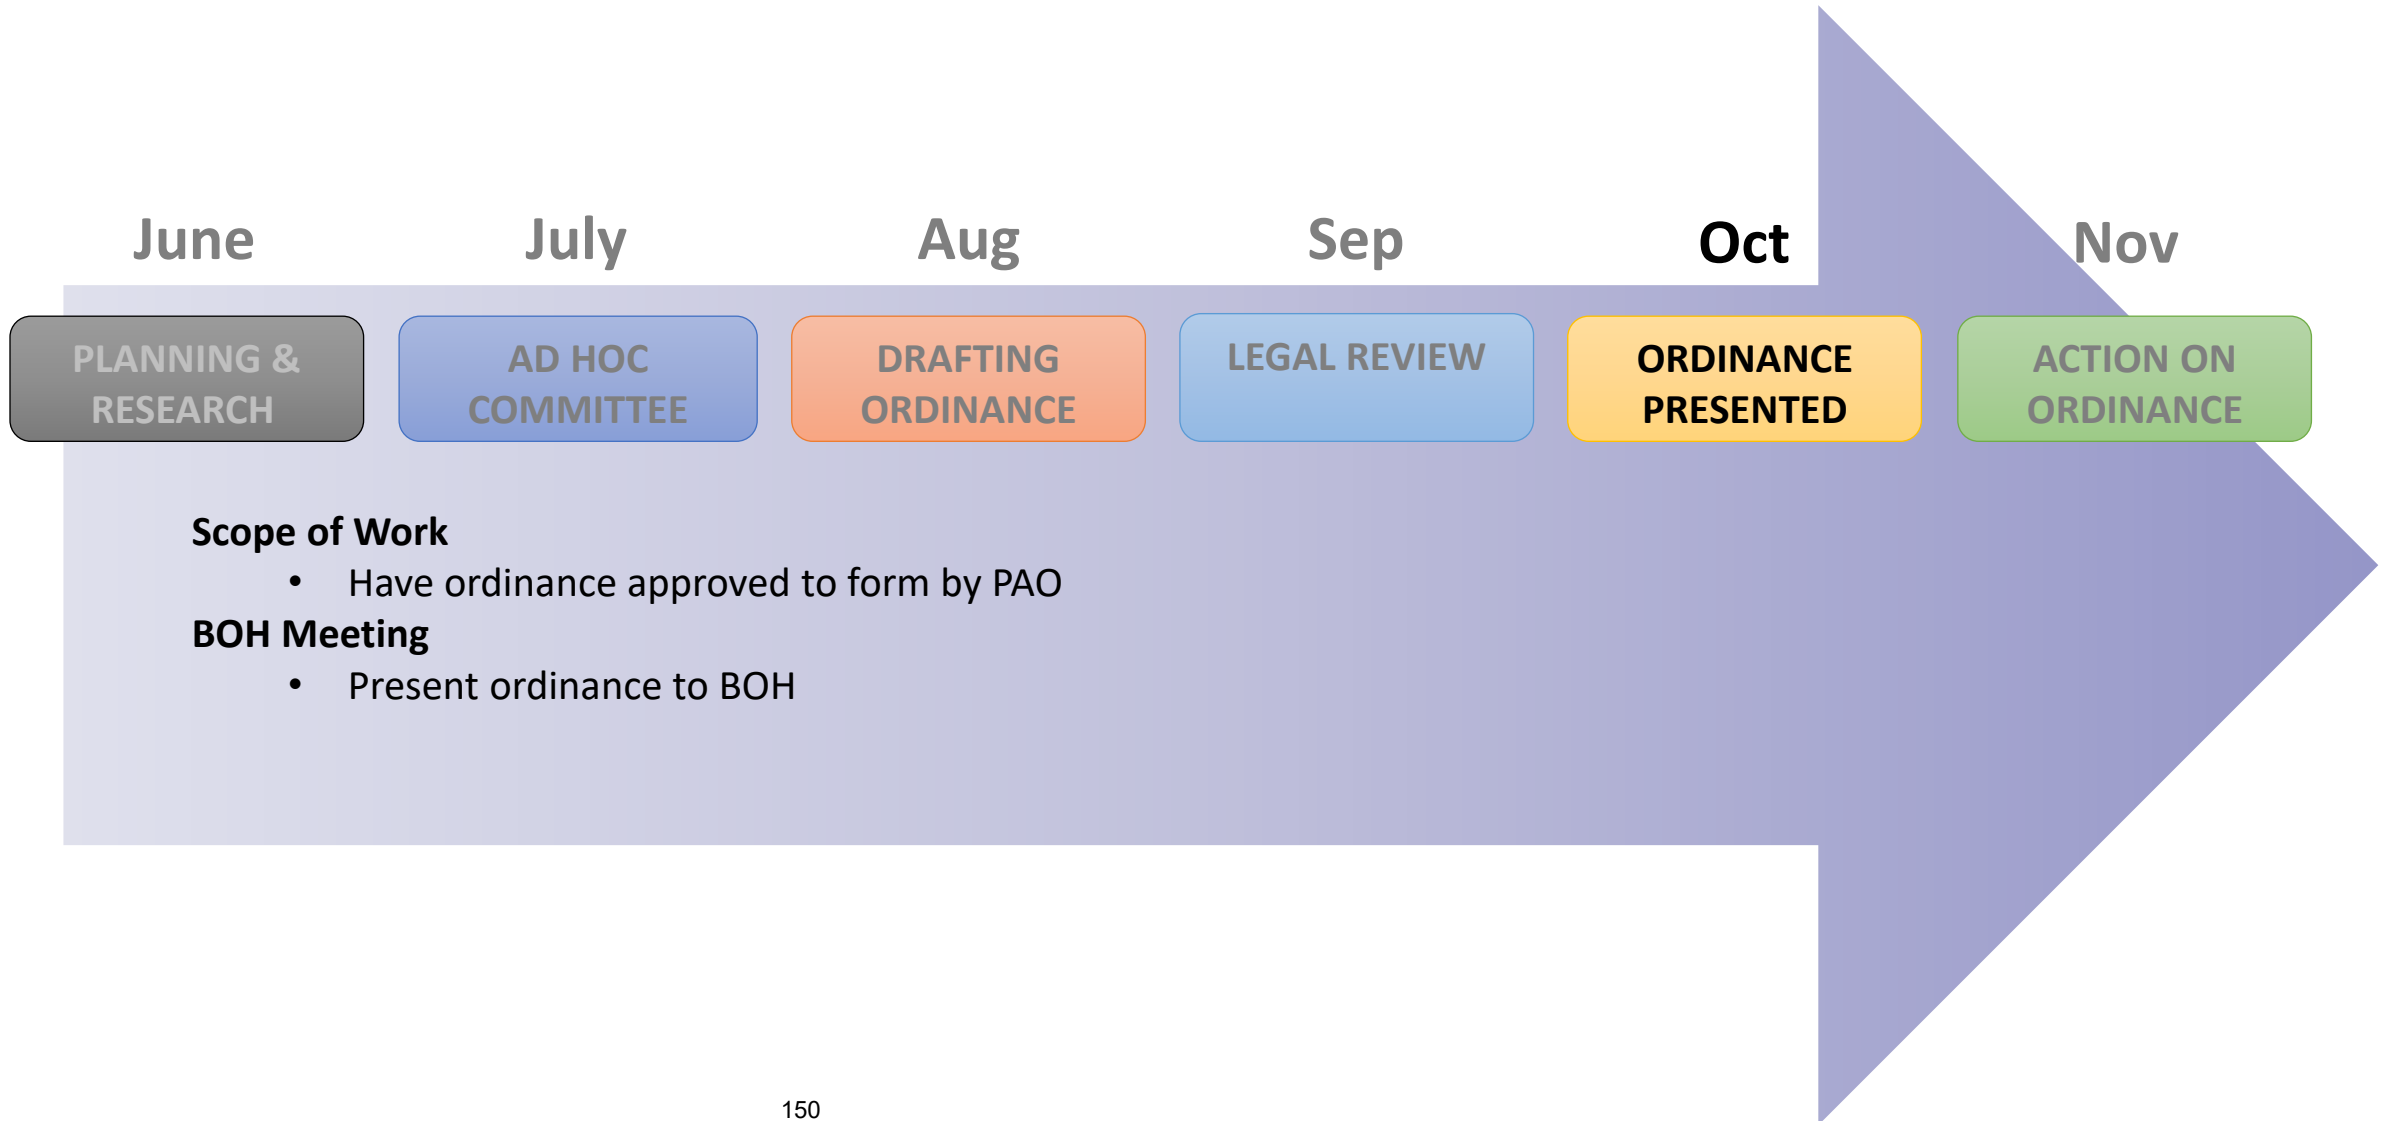 June July Aug Sep Oct Nov
PLANNING & RESEARCH
AD HOC COMMITTEE
DRAFTING ORDINANCE
LEGAL REVIEW
ORDINANCE PRESENTED
ACTION ON ORDINANCE
Scope of Work
• Have ordinance approved to form by PAO
BOH Meeting
• Present ordinance to BOH
150